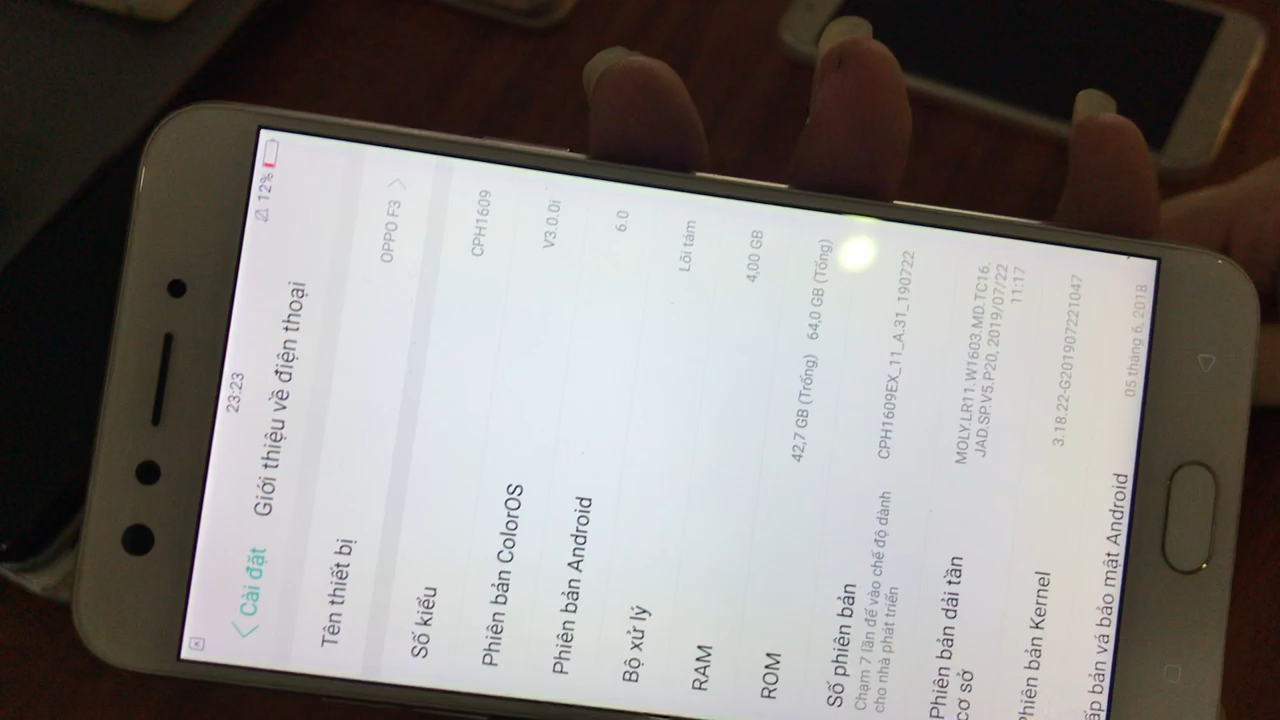 23:23
12%
Cài đặt
Giới thiệu về điện thoại
Tên thiết bị
OPPO F3
Số kiểu
CPH1609
Phiên bản ColorOS
V3.0.0i
Phiên bản Android
6.0
Bộ xử lý
Lõi tám
RAM
4,00 GB
ROM
42,7 GB (Trống) 64,0 GB (Tổng)
Số phiên bản
Chạm 7 lần để vào chế độ dành
cho nhà phát triển
CPH1609EX_11_A.31_190722
Phiên bản dải tần
cơ sở
MOLY.LR11.W1603.MD.TC16.
JAD.SP.V5.P20, 2019/07/22
11:17
Phiên bản Kernel
3.18.22-G201907221047
ấp bản vá bảo mật Android
05 tháng 6, 2018